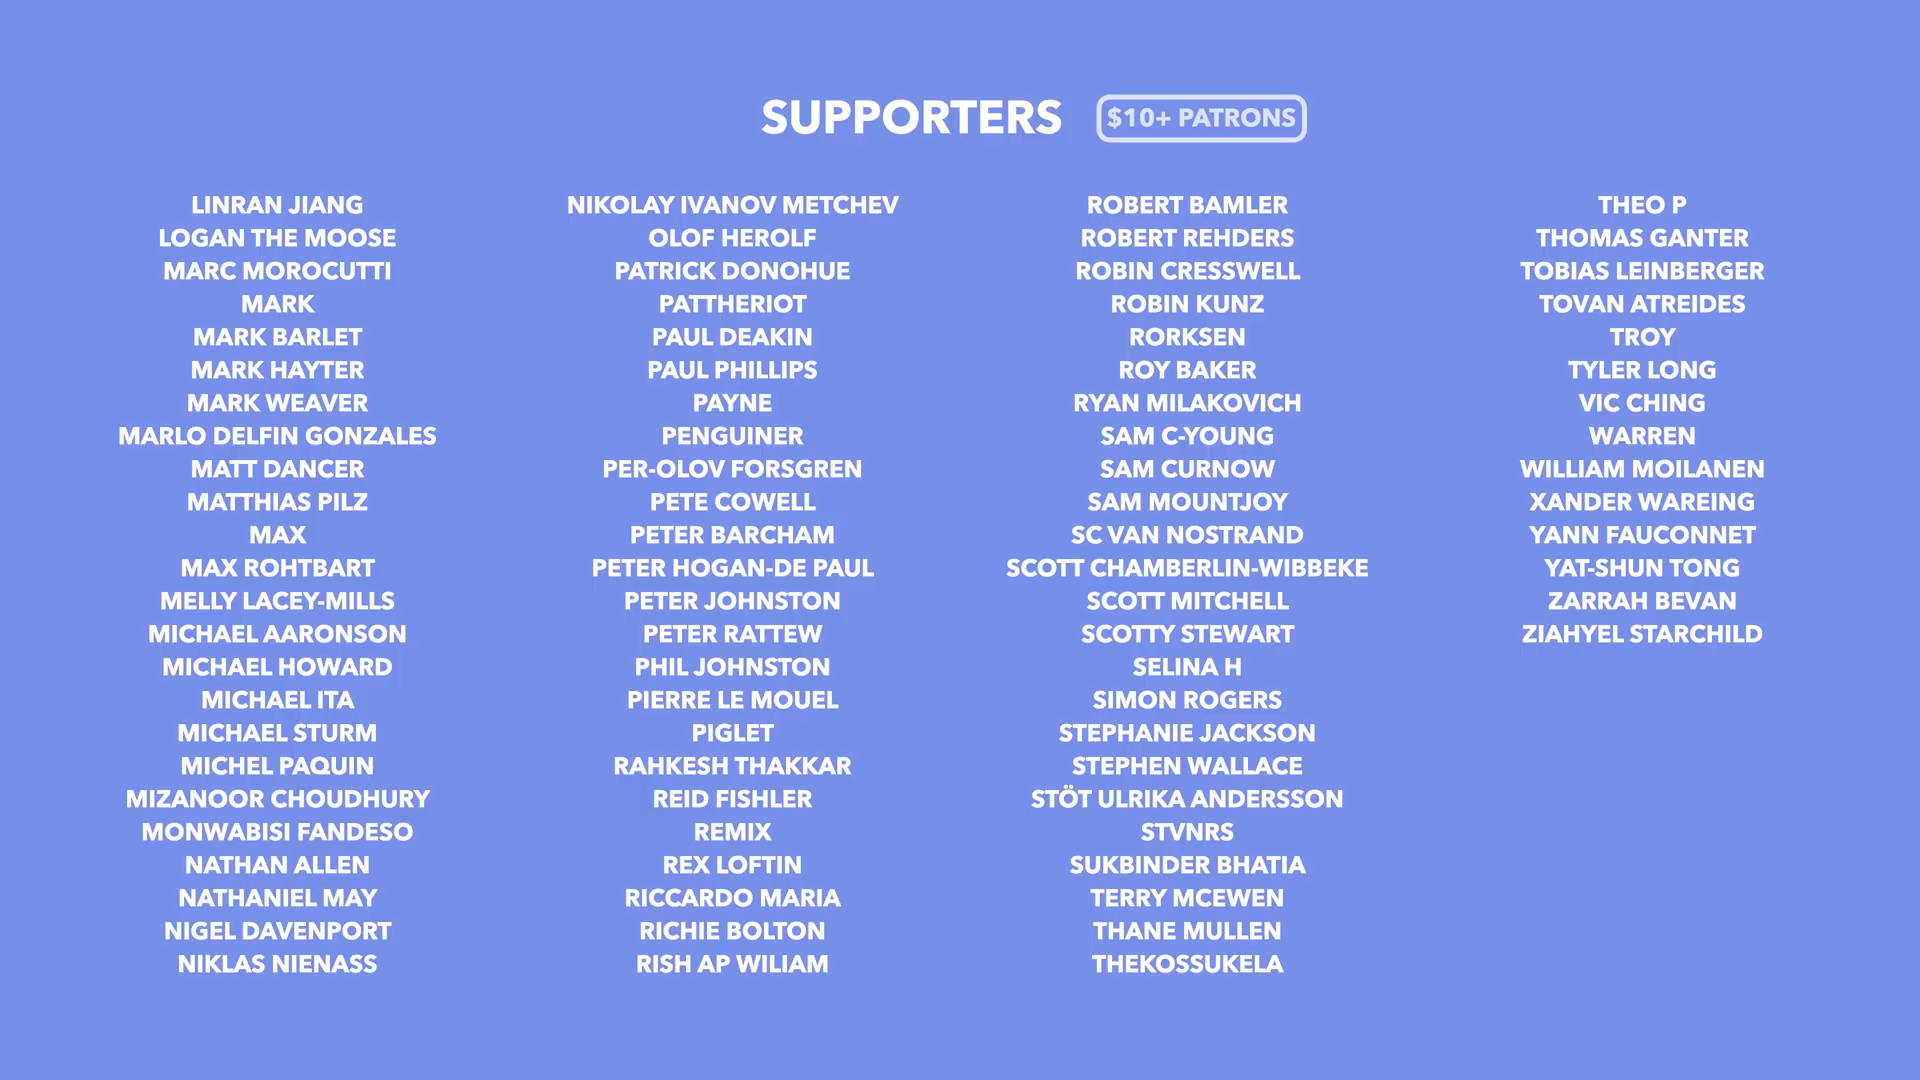 SUPPORTERS $10+ PATRONS
LINRAN JIANG
LOGAN THE MOOSE
MARC MOROCUTTI
MARK
MARK BARLET
MARK HAYTER
MARK WEAVER
MARLO DELFIN GONZALES
MATT DANCER
MATTHIAS PILZ
MAX
MAX ROHTBART
MELLY LACEY-MILLS
MICHAEL AARONSON
MICHAEL HOWARD
MICHAEL ITA
MICHAEL STURM
MICHEL PAQUIN
MIZANOOR CHOUDHURY
MONWABISI FANDESO
NATHAN ALLEN
NATHANIEL MAY
NIGEL DAVENPORT
NIKLAS NIENASS
NIKOLAY IVANOV METCHEV
OLOF HEROLF
PATRICK DONOHUE
PATTHERIOT
PAUL DEAKIN
PAUL PHILLIPS
PAYNE
PENGUINER
PER-OLOV FORSGREN
PETE COWELL
PETER BARCHAM
PETER HOGAN-DE PAUL
PETER JOHNSTON
PETER RATTEW
PHIL JOHNSTON
PIERRE LE MOUEL
PIGLET
RAHKESH THAKKAR
REID FISHLER
REMIX
REX LOFTIN
RICCARDO MARIA
RICHIE BOLTON
RISH AP WILIAM
ROBERT BAMLER
ROBERT REHDERS
ROBIN CRESSWELL
ROBIN KUNZ
RORKSEN
ROY BAKER
RYAN MILAKOVICH
SAM C-YOUNG
SAM CURNOW
SAM MOUNTJOY
SC VAN NOSTRAND
SCOTT CHAMBERLIN-WIBBEKE
SCOTT MITCHELL
SCOTTY STEWART
SELINA H
SIMON ROGERS
STEPHANIE JACKSON
STEPHEN WALLACE
STÖT ULRIKA ANDERSSON
STVNRS
SUKBINDER BHATIA
TERRY MCEWEN
THANE MULLEN
THEKOSSUKELA
THEO P
THOMAS GANTER
TOBIAS LEINBERGER
TOVAN ATREIDES
TROY
TYLER LONG
VIC CHING
WARREN
WILLIAM MOILANEN
XANDER WAREING
YANN FAUCONNET
YAT-SHUN TONG
ZARRAH BEVAN
ZIAHYEL STARCHILD